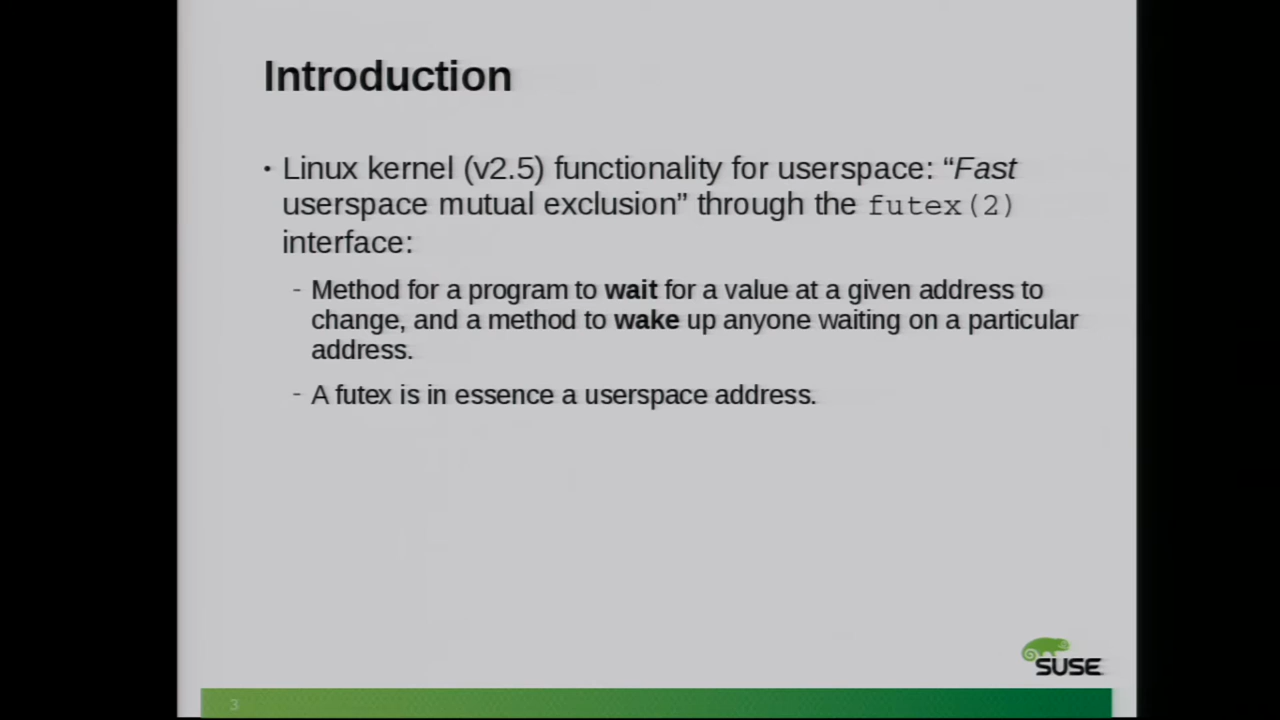 Introduction
• Linux kernel (v2.5) functionality for userspace: “Fast
userspace mutual exclusion” through the futex(2)
interface:
- Method for a program to wait for a value at a given address to
change, and a method to wake up anyone waiting on a particular
address.
- A futex is in essence a userspace address.
SUSE
3